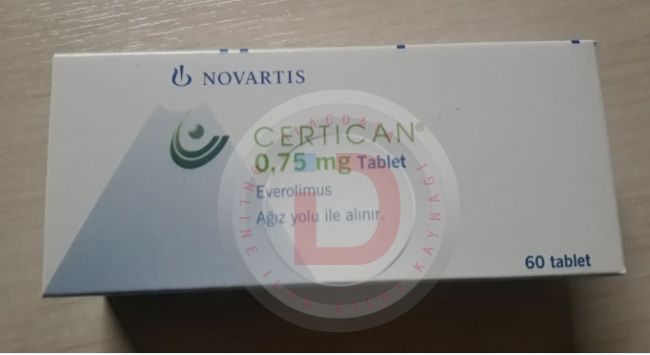 NOVARTIS
CERTICAN®
0,75 mg Tablet
Everolimus
Ağız yolu ile alınır.
60 tablet